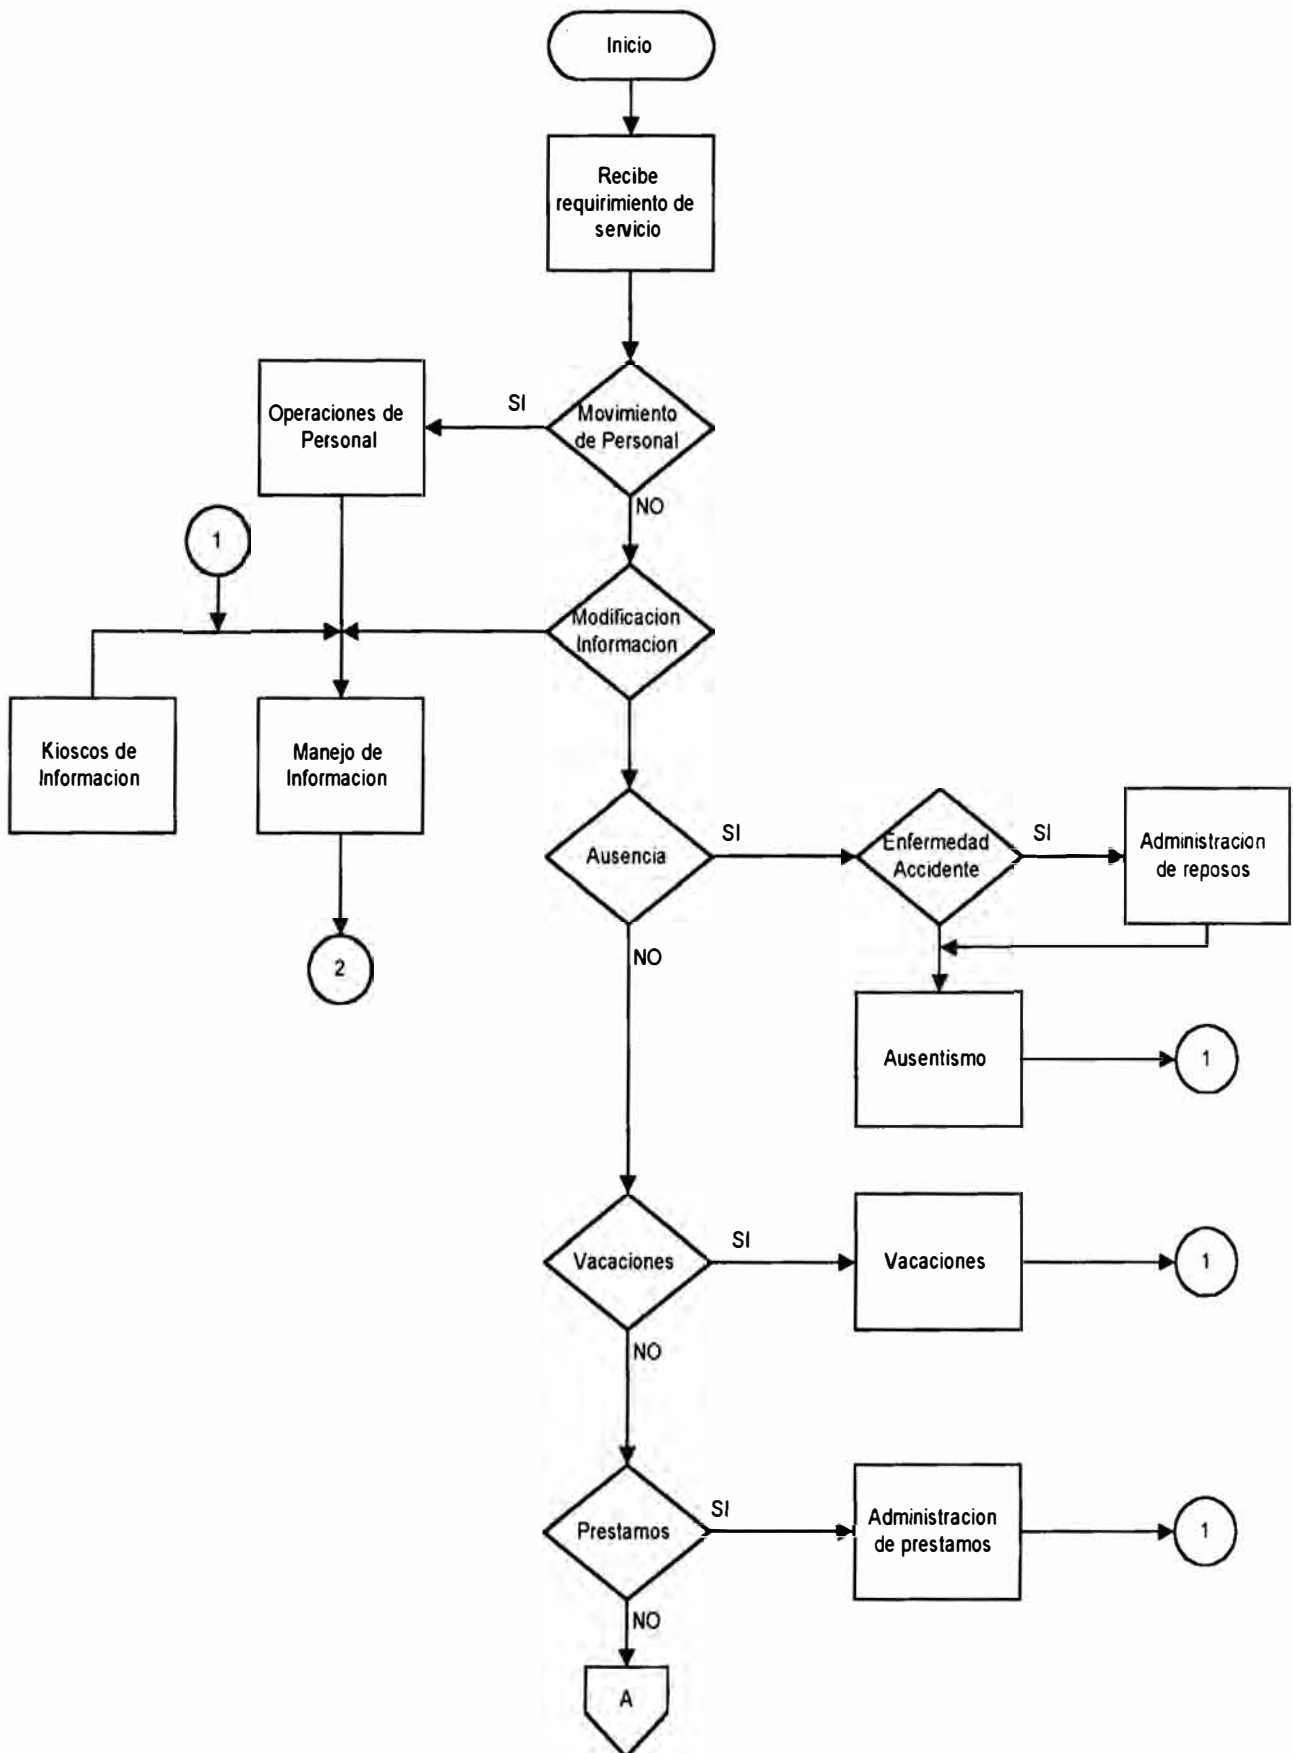 Inicio
Recibe
requirimiento de
servicio
Operaciones de
Personal
SI
Movimiento
de Personal
NO
1
Modificacion
Informacion
Kioscos de
Informacion
Manejo de
Informacion
Ausencia
SI
Enfermedad
Accidente
SI
Administracion
de reposos
NO
2
Ausentismo
1
Vacaciones
SI
Vacaciones
1
NO
Prestamos
SI
Administracion
de prestamos
1
NO
A